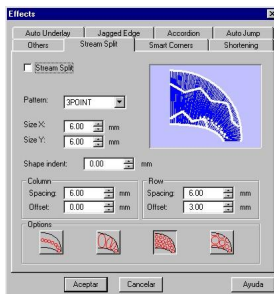 Effects
Auto Underlay Jagged Edge Accordion Auto Jump
Others Stream Split Smart Corners Shortening
Stream Split
Pattern: 3POINT
Size X: 6.00 mm
Size Y: 6.00 mm
Shape indent: 0.00 mm
Column Row
Spacing: 6.00 mm Spacing: 6.00 mm
Offset: 0.00 mm Offset: 3.00 mm
Options
Aceptar Cancelar Ayuda